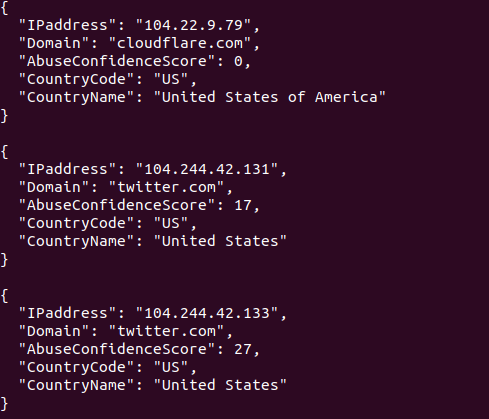 {
  "IPaddress": "104.22.9.79",
  "Domain": "cloudflare.com",
  "AbuseConfidenceScore": 0,
  "CountryCode": "US",
  "CountryName": "United States of America"
}
{
  "IPaddress": "104.244.42.131",
  "Domain": "twitter.com",
  "AbuseConfidenceScore": 17,
  "CountryCode": "US",
  "CountryName": "United States"
}
{
  "IPaddress": "104.244.42.133",
  "Domain": "twitter.com",
  "AbuseConfidenceScore": 27,
  "CountryCode": "US",
  "CountryName": "United States"
}